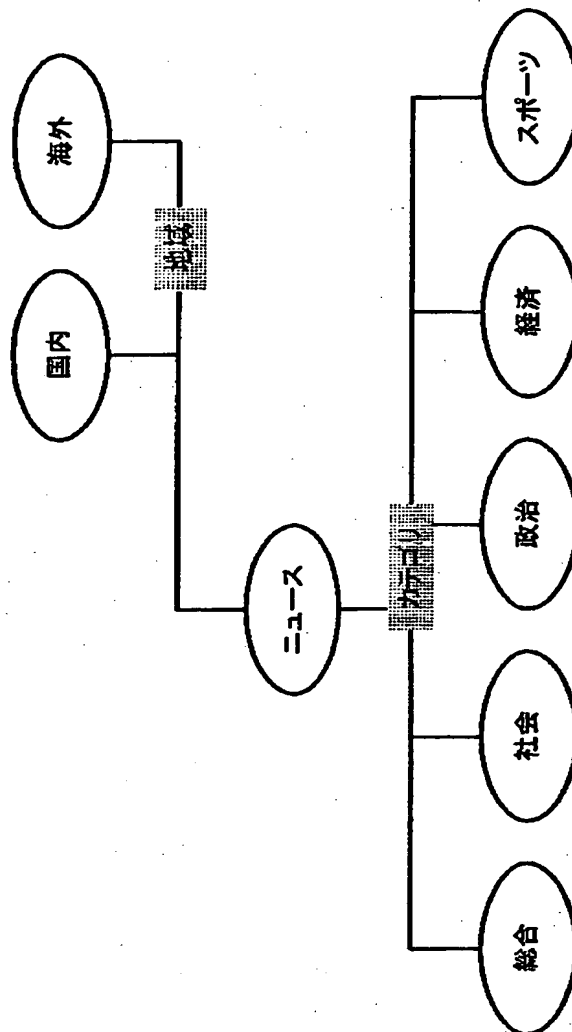 海外
国内
地域
ニュース
カテゴリ
スポーツ
経済
政治
社会
総合